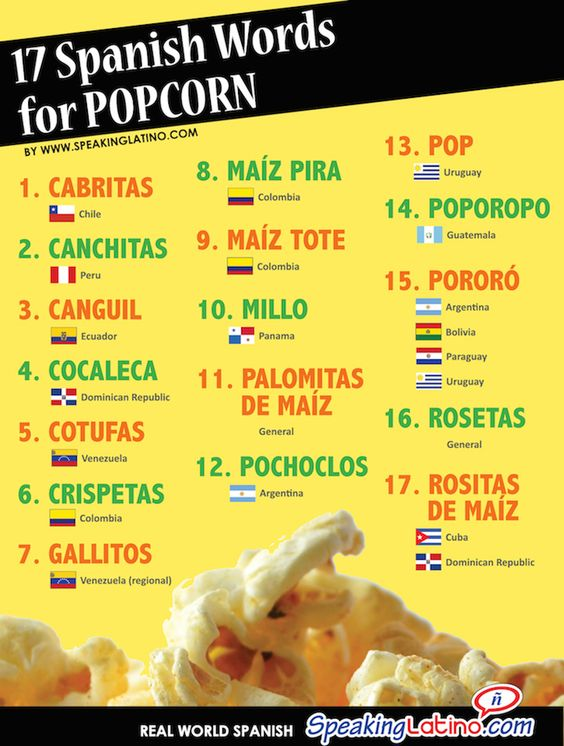 17 Spanish Words
for POPCORN
BY WWW.SPEAKINGLATINO.COM
1. CABRITAS
Chile
2. CANCHITAS
Peru
3. CANGUIL
Ecuador
4. COCALECA
Dominican Republic
5. COTUFAS
Venezuela
6. CRISPETAS
Colombia
7. GALLITOS
Venezuela (regional)
8. MAÍZ PIRA
Colombia
9. MAÍZ TOTE
Colombia
10. MILLO
Panama
11. PALOMITAS
DE MAÍZ
General
12. POCHOCLOS
Argentina
13. POP
Uruguay
14. POPOROPO
Guatemala
15. PORORÓ
Argentina
Bolivia
Paraguay
Uruguay
16. ROSETAS
General
17. ROSITAS
DE MAÍZ
Cuba
Dominican Republic
ñ
REAL WORLD SPANISH SpeakingLatino.com